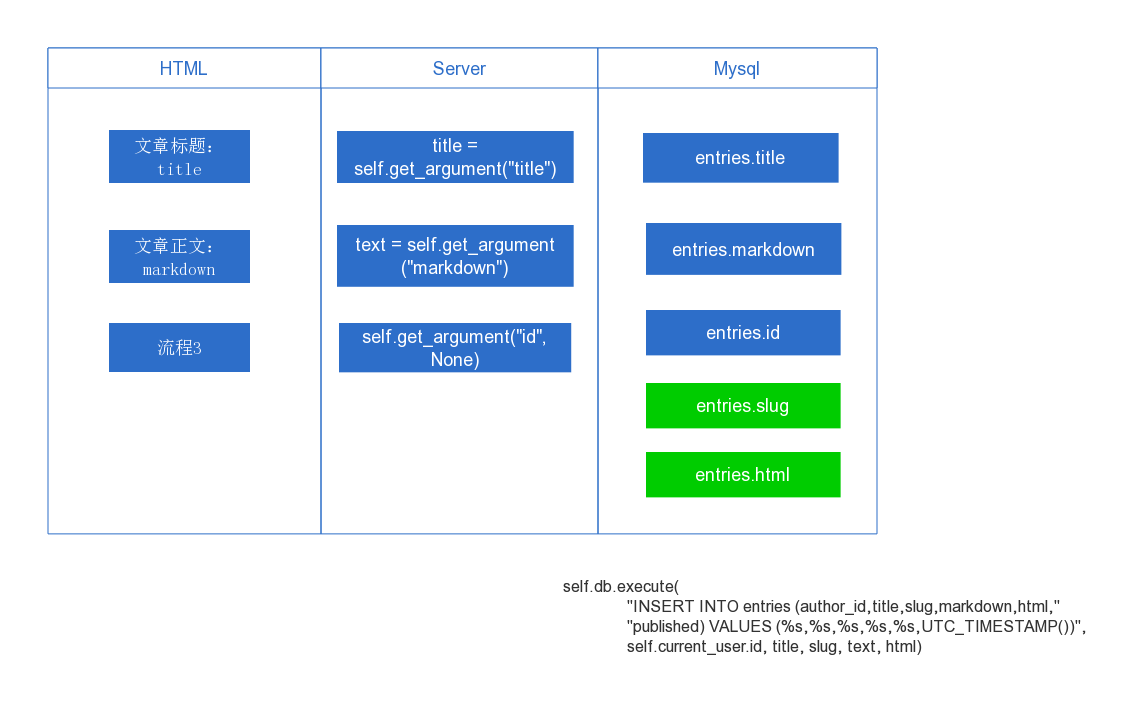 HTML
Server
Mysql
文章标题：
title
title =
self.get_argument("title")
entries.title
文章正文：
markdown
text = self.get_argument
("markdown")
entries.markdown
流程3
self.get_argument("id",
None)
entries.id
entries.slug
entries.html
self.db.execute(
"INSERT INTO entries (author_id,title,slug,markdown,html,"
"published) VALUES (%s,%s,%s,%s,%s,UTC_TIMESTAMP())",
self.current_user.id, title, slug, text, html)